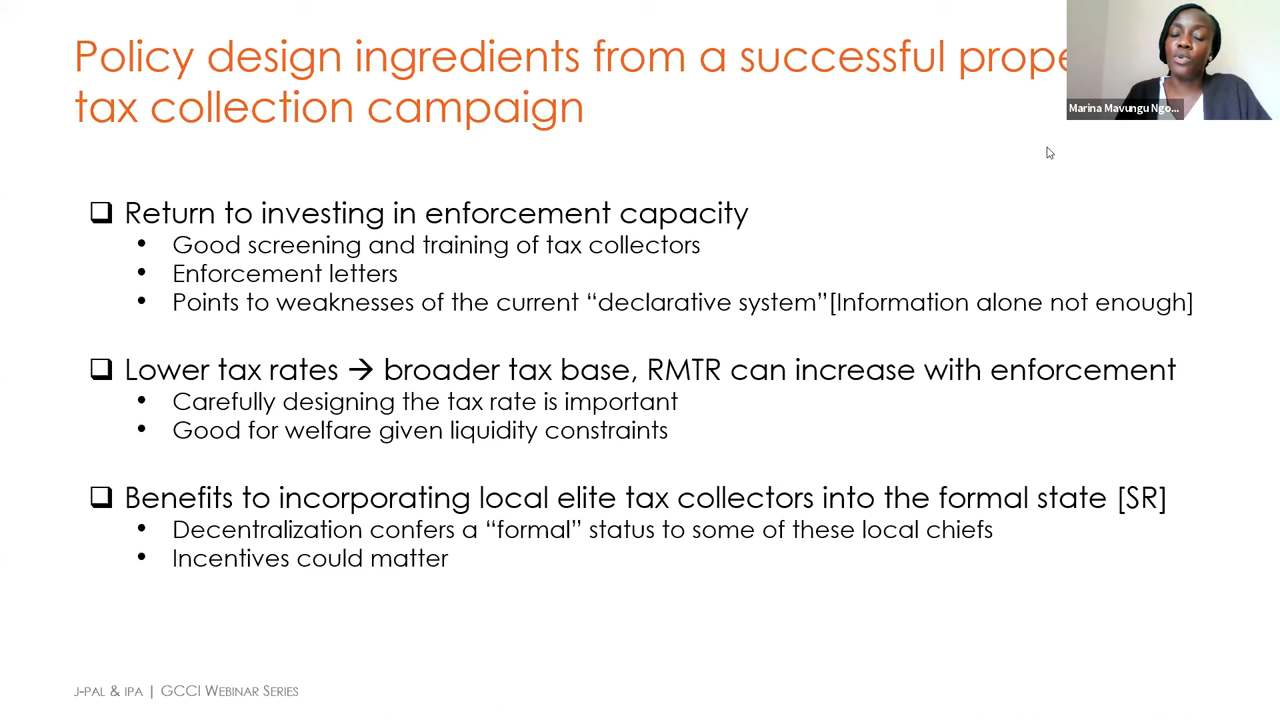 Policy design ingredients from a successful prope
tax collection campaign
Marina Mavungu Ngo...
❑ Return to investing in enforcement capacity
• Good screening and training of tax collectors
• Enforcement letters
• Points to weaknesses of the current “declarative system”[Information alone not enough]
❑ Lower tax rates → broader tax base, RMTR can increase with enforcement
• Carefully designing the tax rate is important
• Good for welfare given liquidity constraints
❑ Benefits to incorporating local elite tax collectors into the formal state [SR]
• Decentralization confers a “formal” status to some of these local chiefs
• Incentives could matter
J-PAL & IPA | GCCI WEBINAR SERIES